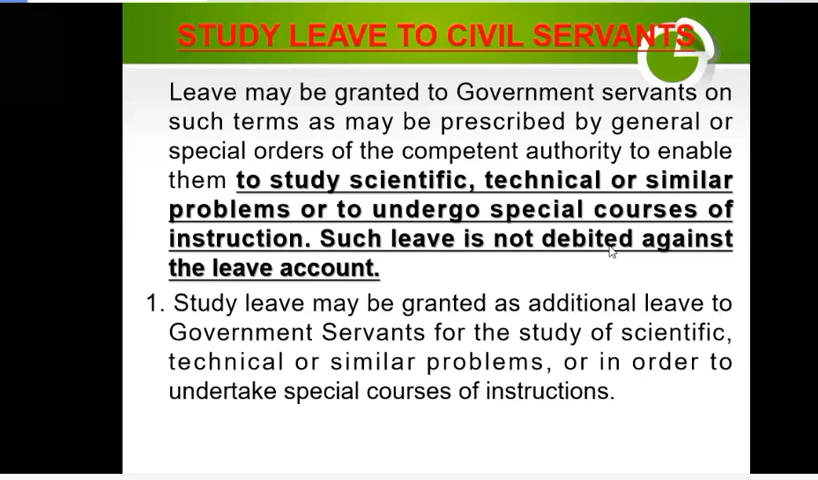 STUDY LEAVE TO CIVIL SERVANTS
Leave may be granted to Government servants on
such terms as may be prescribed by general or
special orders of the competent authority to enable
them to study scientific, technical or similar
problems or to undergo special courses of
instruction. Such leave is not debited against
the leave account.
1. Study leave may be granted as additional leave to
Government Servants for the study of scientific,
technical or similar problems, or in order to
undertake special courses of instructions.